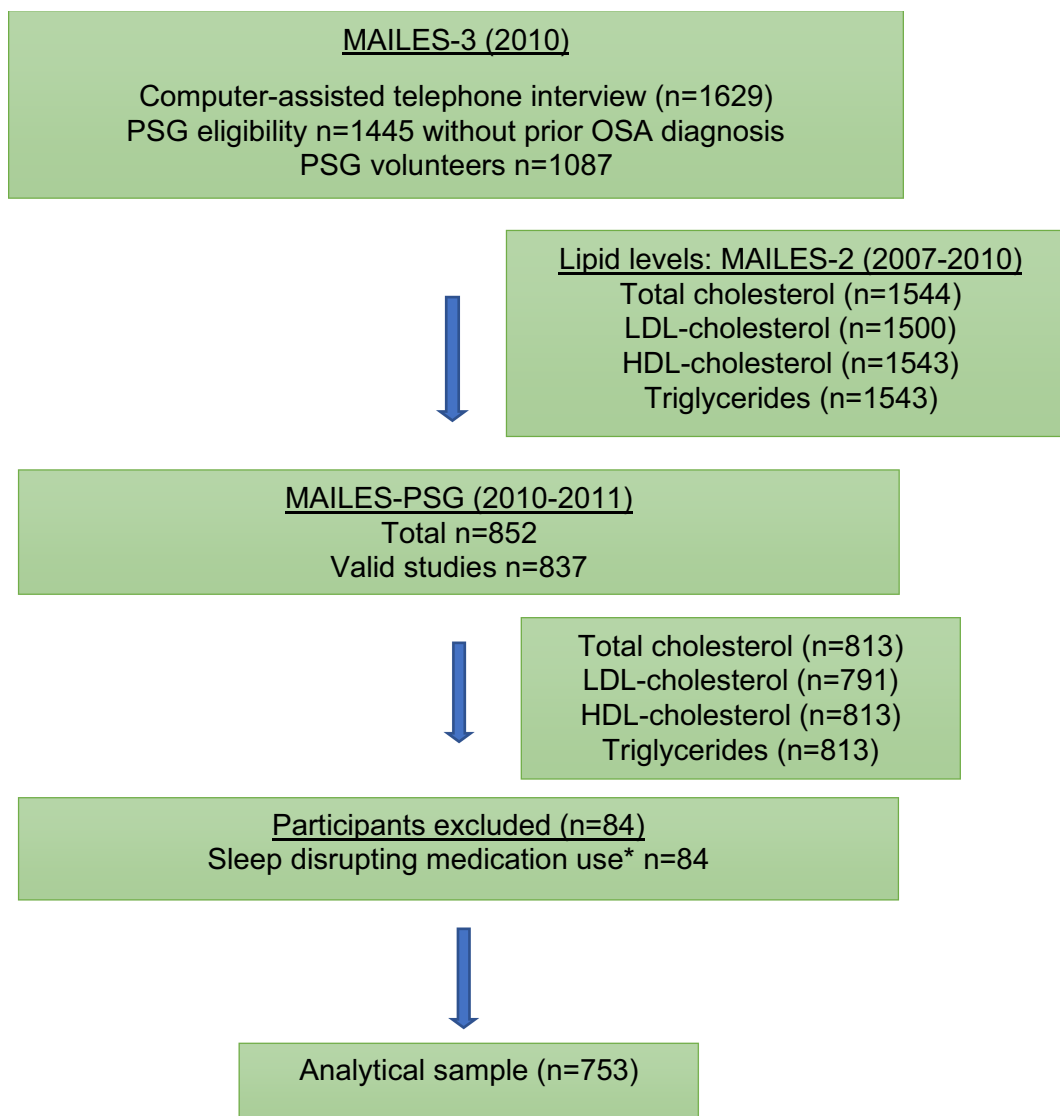 MAILES-3 (2010)
Computer-assisted telephone interview (n=1629)
PSG eligibility n=1445 without prior OSA diagnosis
PSG volunteers n=1087
Lipid levels: MAILES-2 (2007-2010)
Total cholesterol (n=1544)
LDL-cholesterol (n=1500)
HDL-cholesterol (n=1543)
Triglycerides (n=1543)
MAILES-PSG (2010-2011)
Total n=852
Valid studies n=837
Total cholesterol (n=813)
LDL-cholesterol (n=791)
HDL-cholesterol (n=813)
Triglycerides (n=813)
Participants excluded (n=84)
Sleep disrupting medication use* n=84
Analytical sample (n=753)